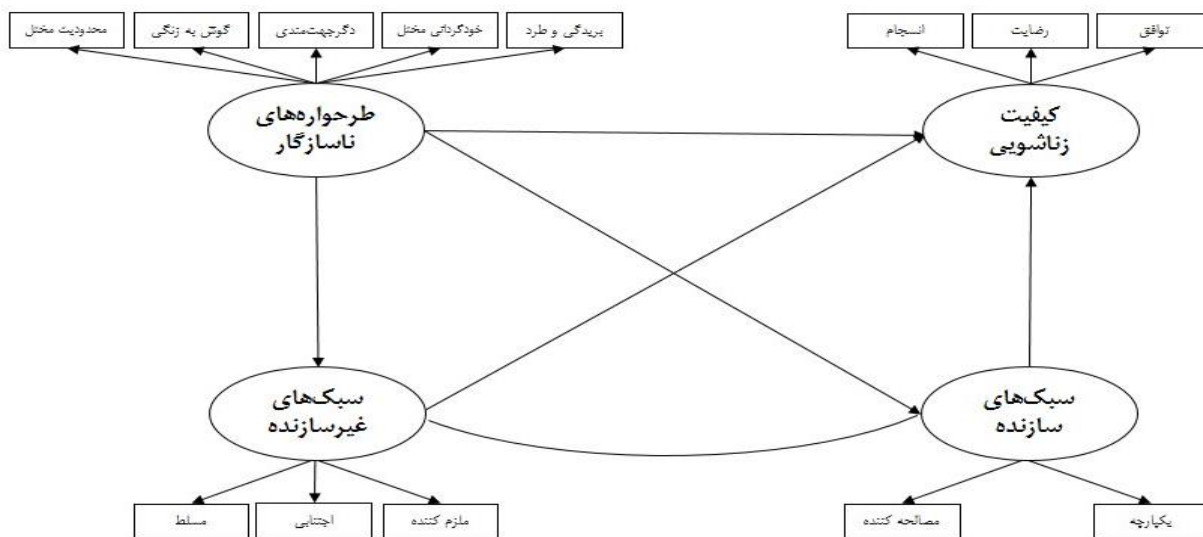 توافق
رضایت
انسجام
بریدگی و طرد
خودگردانی مختل
دگرجهت‌مندی
گوش به زنگی
محدودیت مختل
کیفیت
زناشویی
طرحواره‌های
ناسازگار
سبک‌های
سازنده
سبک‌های
غیرسازنده
یکپارچه
مصالحه کننده
ملزم کننده
اجتنابی
مسلط